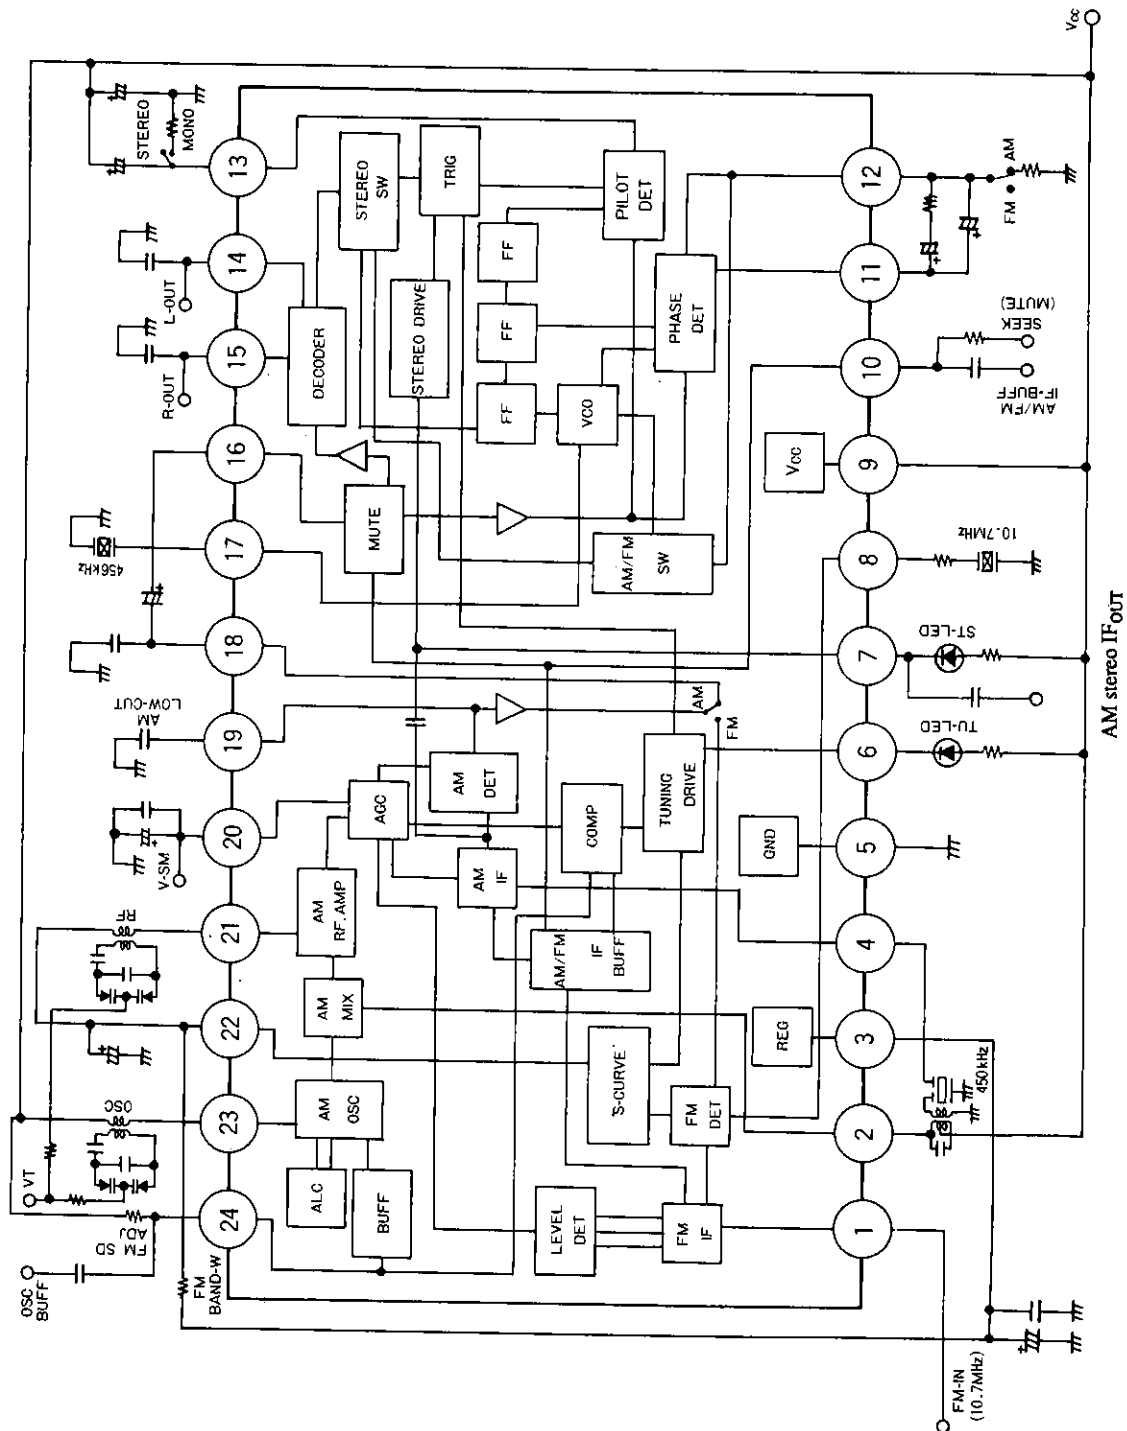 Vcc
STEREO
MONO
L-OUT
R-OUT
456kHz
AM
LOW-CUT
V-SM
RF
OSC
VT
FM SD
ADJ
OSC
BUFF
FM
BAND-W
13
14
15
16
17
18
19
20
21
22
23
24
STEREO
SW
TRIG
PILOT
DET
DECODER
STEREO DRIVE
FF
FF
FF
PHASE
DET
VCO
MUTE
AM/FM
SW
AM
FM
AM
DET
AGC
COMP
TUNING
DRIVE
AM
IF
AM
RF. AMP
AM/FM
IF
BUFF
AM
MIX
S-CURVE
AM
OSC
FM
DET
ALC
BUFF
LEVEL
DET
FM
IF
Vcc
GND
REG
12
11
10
9
8
7
6
5
4
3
2
1
AM
FM
SEEK
(MUTE)
AM/FM
IF-BUFF
10.7MHz
ST-LED
TU-LED
450kHz
FM-IN
(10.7MHz)
AM stereo IFOUT